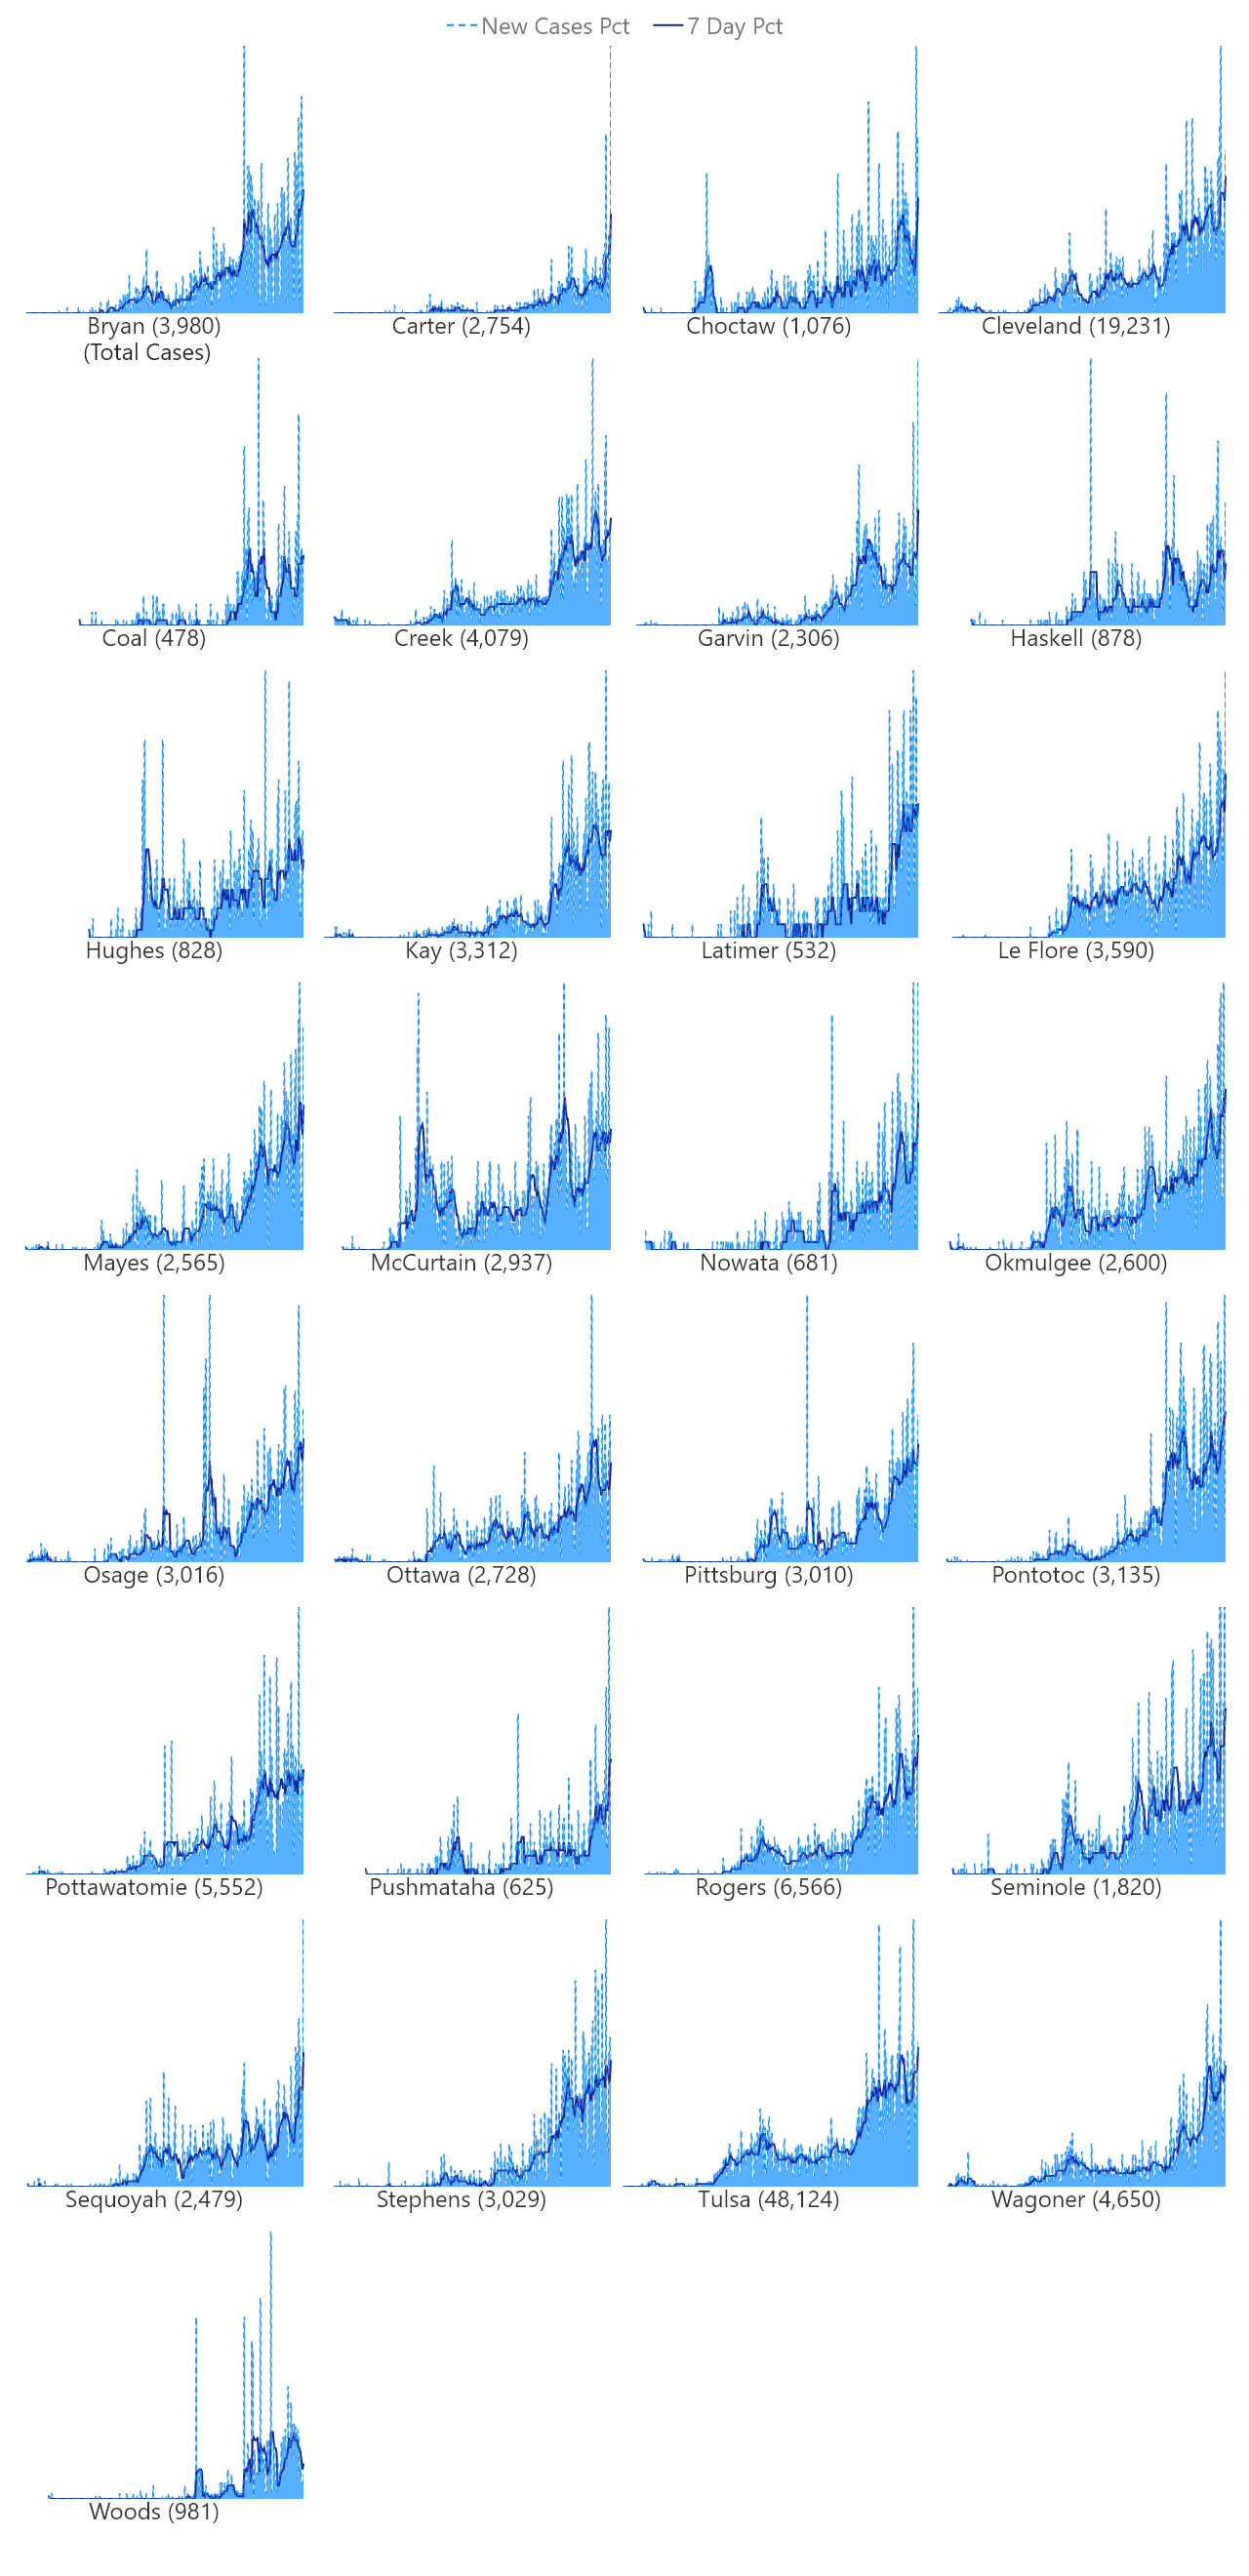 New Cases Pct 7 Day Pct
Bryan (3,980) Carter (2,754) Choctaw (1,076) Cleveland (19,231)
(Total Cases)
Coal (478) Creek (4,079) Garvin (2,306) Haskell (878)
Hughes (828) Kay (3,312) Latimer (532) Le Flore (3,590)
Mayes (2,565) McCurtain (2,937) Nowata (681) Okmulgee (2,600)
Osage (3,016) Ottawa (2,728) Pittsburg (3,010) Pontotoc (3,135)
Pottawatomie (5,552) Pushmataha (625) Rogers (6,566) Seminole (1,820)
Sequoyah (2,479) Stephens (3,029) Tulsa (48,124) Wagoner (4,650)
Woods (981)